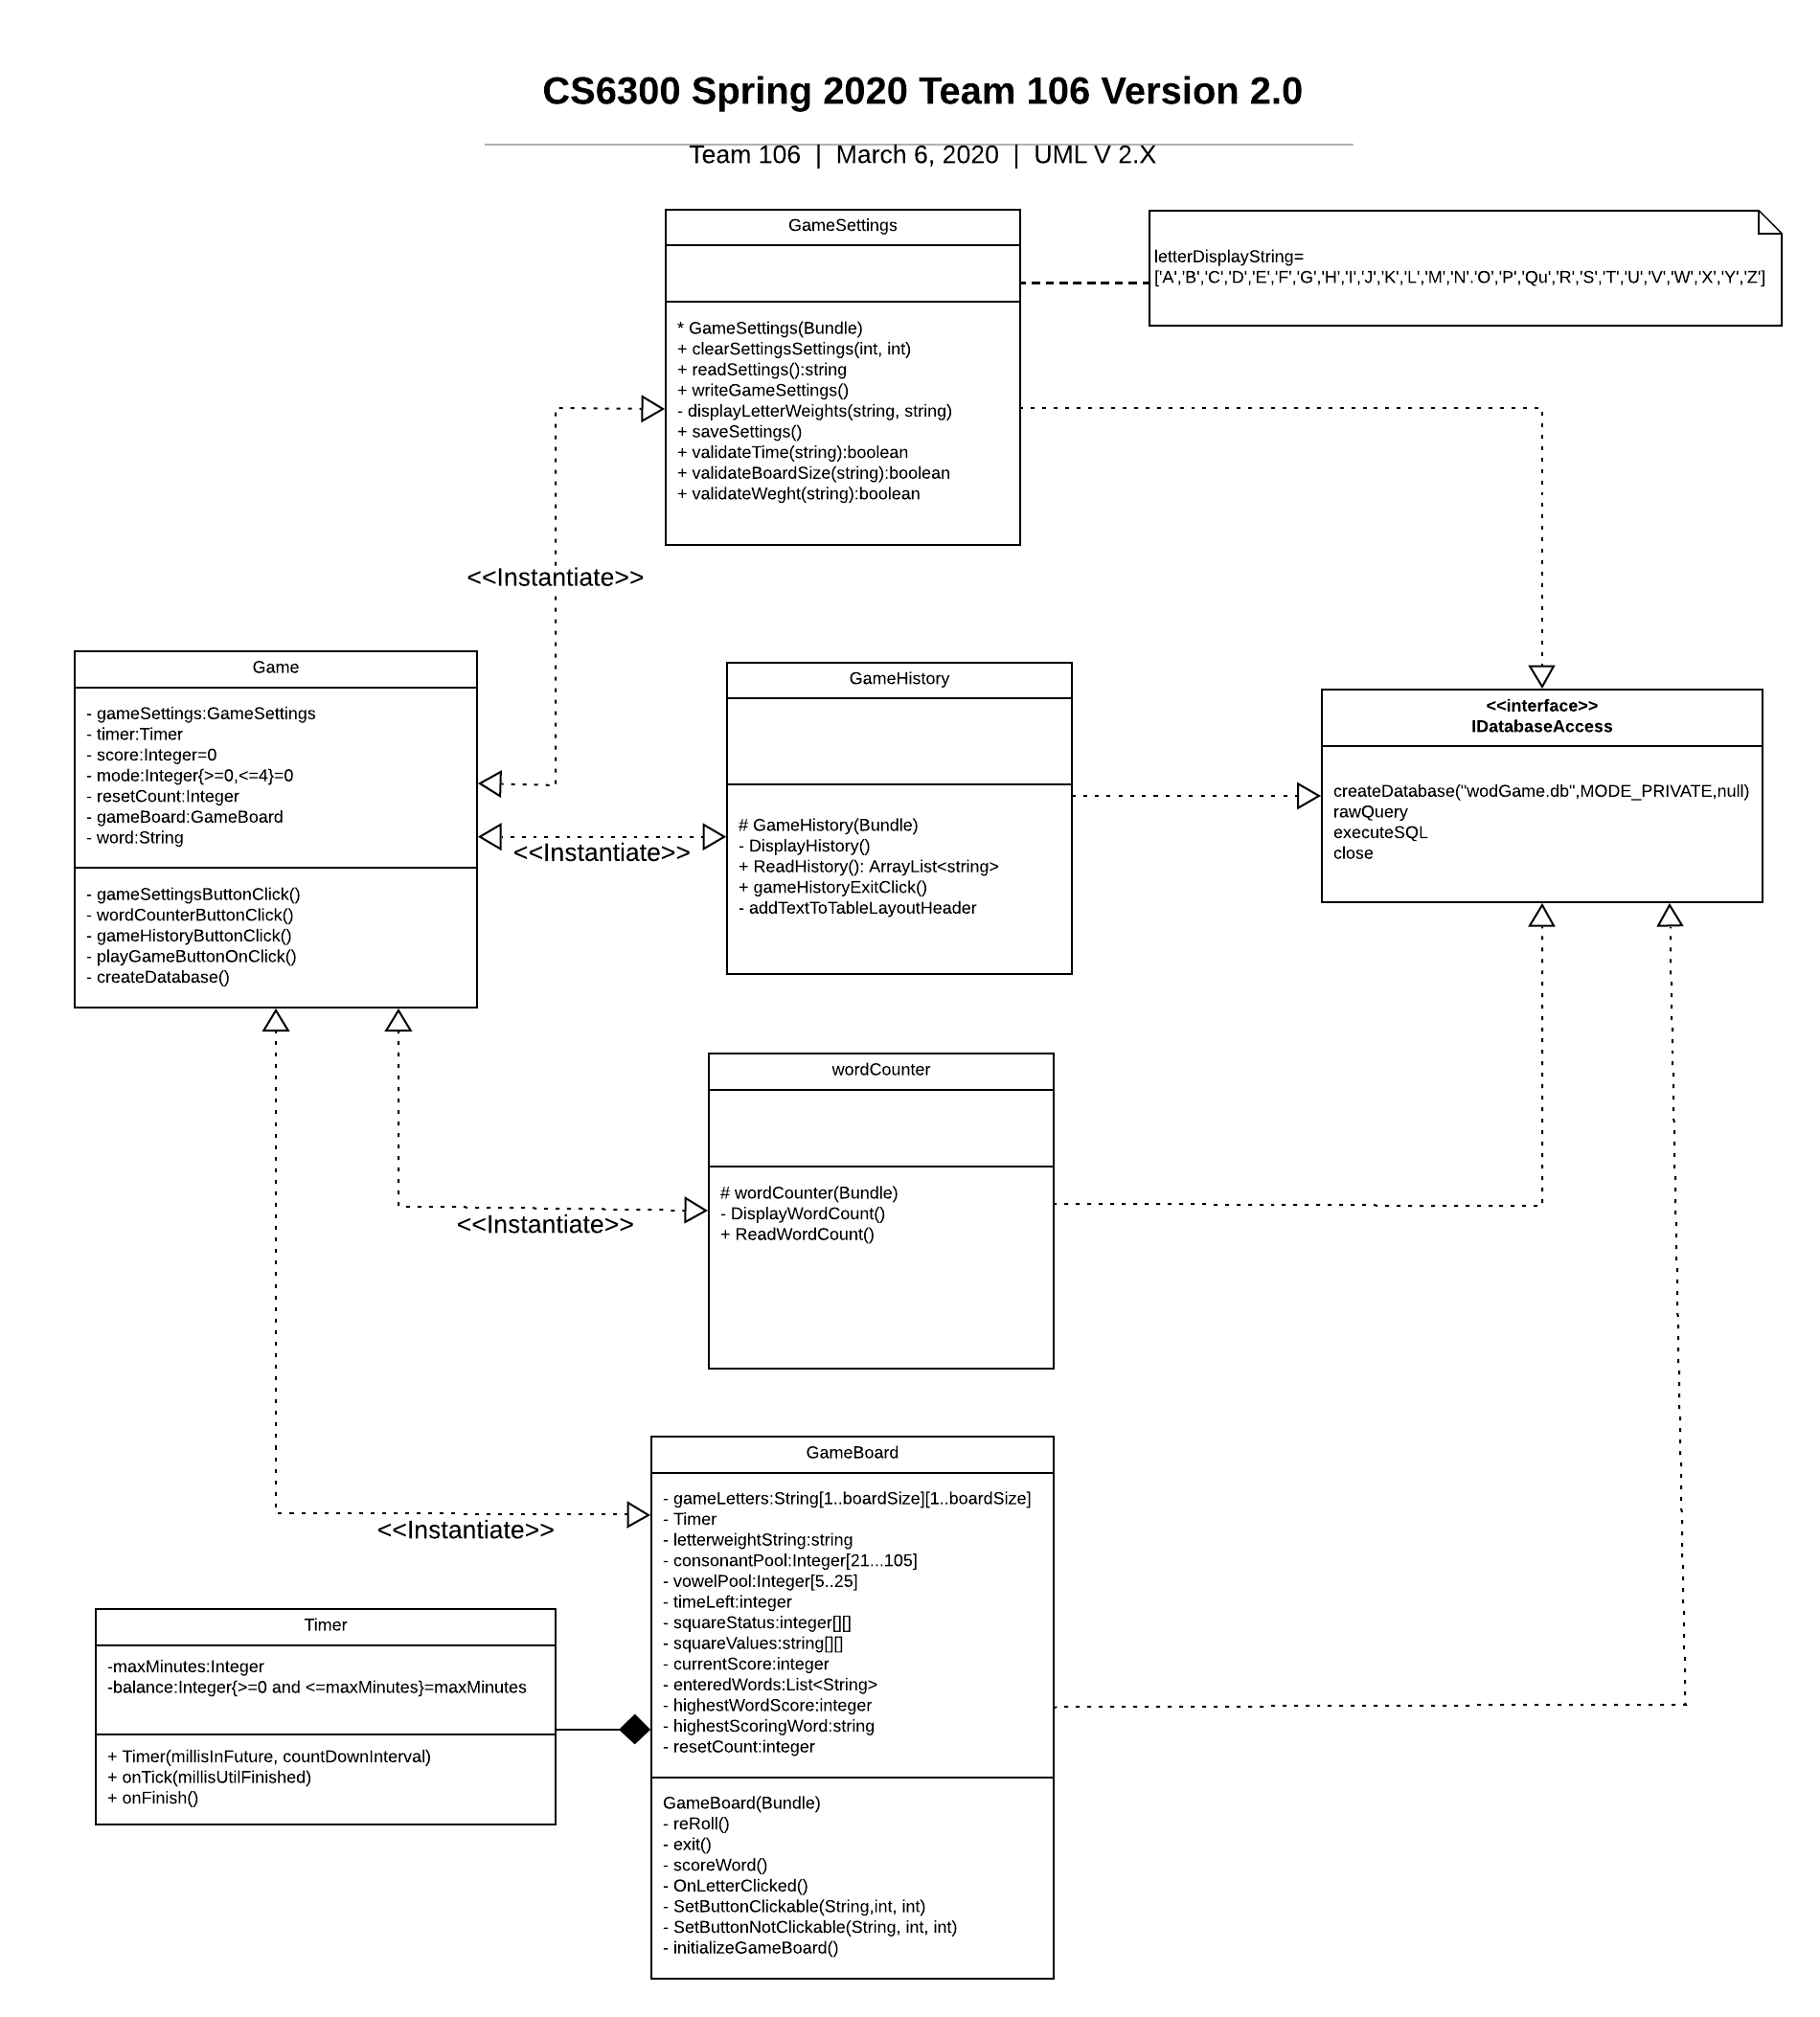 CS6300 Spring 2020 Team 106 Version 2.0
Team 106 | March 6, 2020 | UML V 2.X
GameSettings
* GameSettings(Bundle)
+ clearSettingsSettings(int, int)
+ readSettings():string
+ writeGameSettings()
- displayLetterWeights(string, string)
+ saveSettings()
+ validateTime(string):boolean
+ validateBoardSize(string):boolean
+ validateWeght(string):boolean
letterDisplayString=
['A','B','C','D','E','F','G','H','I','J','K','L','M','N'.'O','P','Qu','R','S','T','U','V','W','X','Y','Z']
<<Instantiate>>
Game
- gameSettings:GameSettings
- timer:Timer
- score:Integer=0
- mode:Integer{>=0,<=4}=0
- resetCount:Integer
- gameBoard:GameBoard
- word:String
- gameSettingsButtonClick()
- wordCounterButtonClick()
- gameHistoryButtonClick()
- playGameButtonOnClick()
- createDatabase()
<<Instantiate>>
GameHistory
# GameHistory(Bundle)
- DisplayHistory()
+ ReadHistory(): ArrayList<string>
+ gameHistoryExitClick()
- addTextToTableLayoutHeader
<<interface>>
IDatabaseAccess
createDatabase("wodGame.db",MODE_PRIVATE,null)
rawQuery
executeSQL
close
<<Instantiate>>
wordCounter
# wordCounter(Bundle)
- DisplayWordCount()
+ ReadWordCount()
<<Instantiate>>
GameBoard
- gameLetters:String[1..boardSize][1..boardSize]
- Timer
- letterweightString:string
- consonantPool:Integer[21...105]
- vowelPool:Integer[5..25]
- timeLeft:integer
- squareStatus:integer[][]
- squareValues:string[][]
- currentScore:integer
- enteredWords:List<String>
- highestWordScore:integer
- highestScoringWord:string
- resetCount:integer
GameBoard(Bundle)
- reRoll()
- exit()
- scoreWord()
- OnLetterClicked()
- SetButtonClickable(String,int, int)
- SetButtonNotClickable(String, int, int)
- initializeGameBoard()
Timer
-maxMinutes:Integer
-balance:Integer{>=0 and <=maxMinutes}=maxMinutes
+ Timer(millisInFuture, countDownInterval)
+ onTick(millisUtilFinished)
+ onFinish()